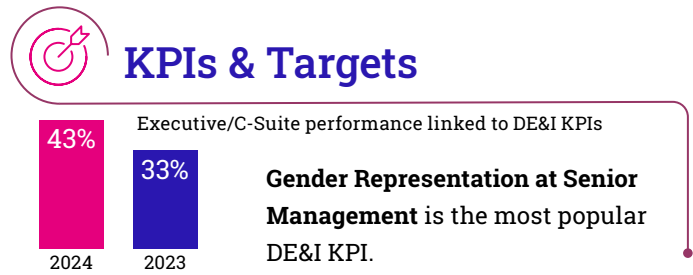 KPIs & Targets
Executive/C-Suite performance linked to DE&I KPIs
43%
33%
2024
2023
Gender Representation at Senior
Management is the most popular
DE&I KPI.